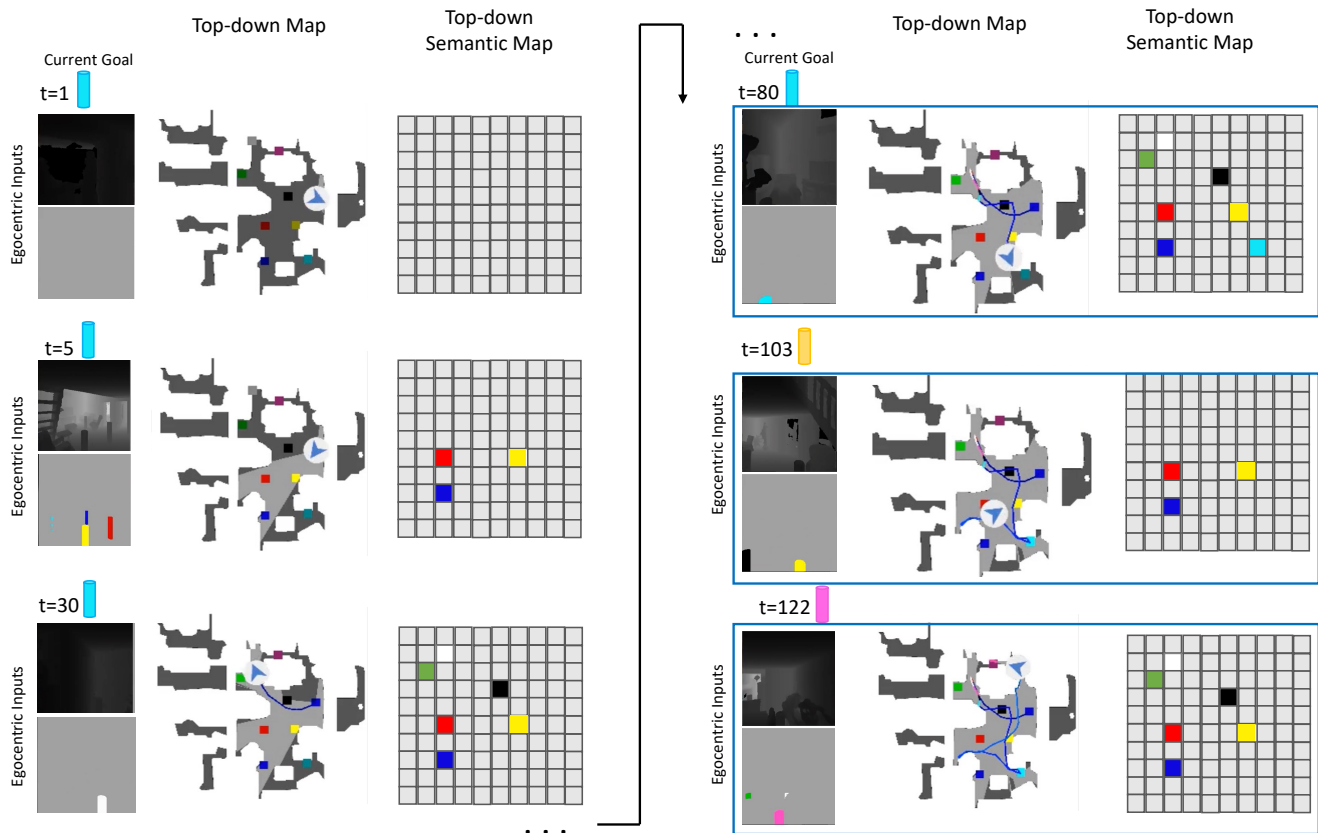 Top-down Map
Top-down
Semantic Map
Current Goal
t=1
Egocentric Inputs
t=5
Egocentric Inputs
t=30
Egocentric Inputs
. . .
. . .
Top-down Map
Top-down
Semantic Map
Current Goal
t=80
Egocentric Inputs
t=103
Egocentric Inputs
t=122
Egocentric Inputs